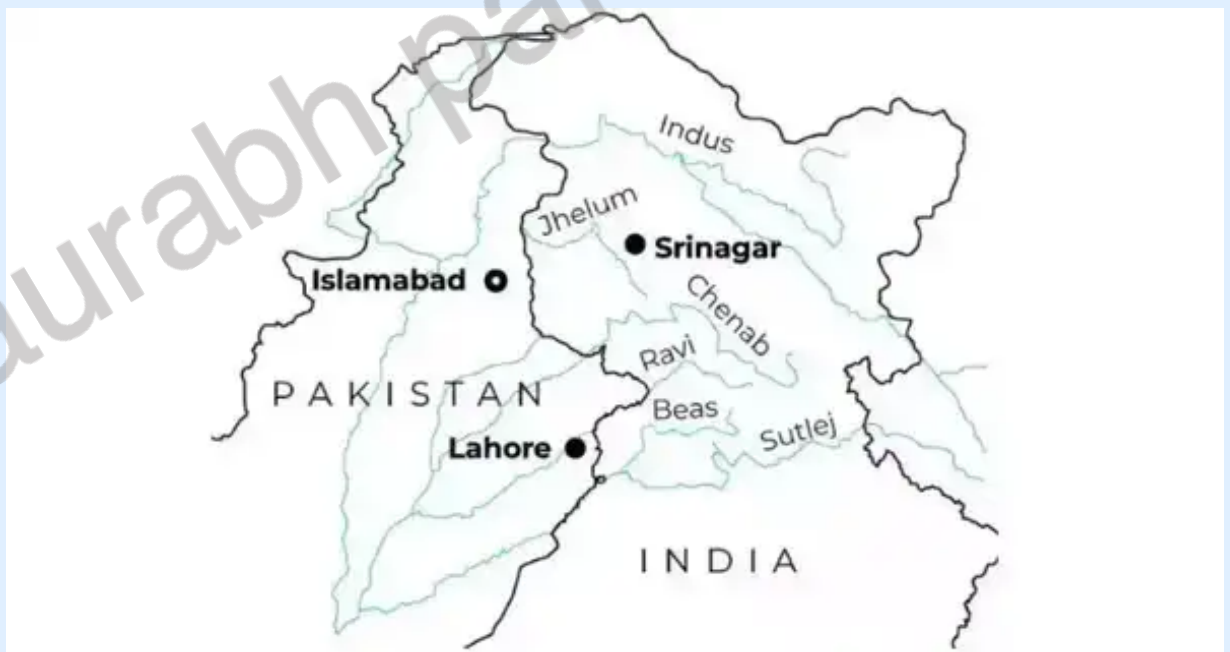 Indus
Jhelum
Srinagar
Islamabad
Chenab
Ravi
PAKISTAN
Beas
Sutlej
Lahore
INDIA